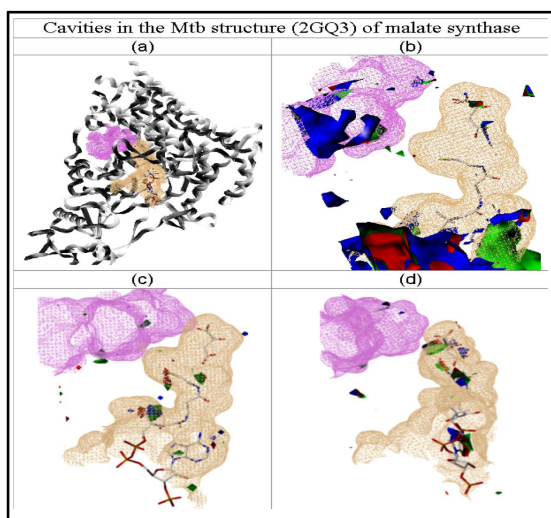 Cavities in the Mtb structure (2GQ3) of malate synthase
(a)
(b)
(c)
(d)